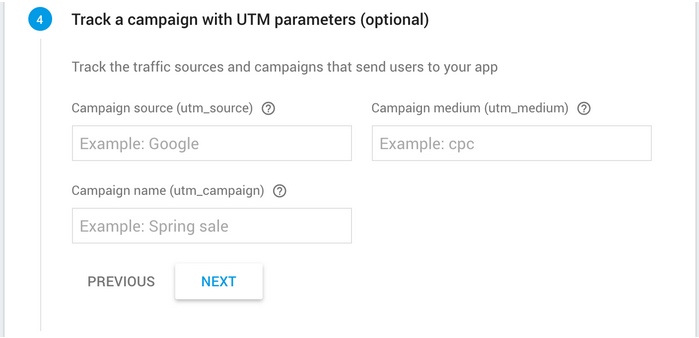 4 Track a campaign with UTM parameters (optional)
Track the traffic sources and campaigns that send users to your app
Campaign source (utm_source) ? Campaign medium (utm_medium) ?
Example: Google Example: cpc
Campaign name (utm_campaign) ?
Example: Spring sale
PREVIOUS NEXT